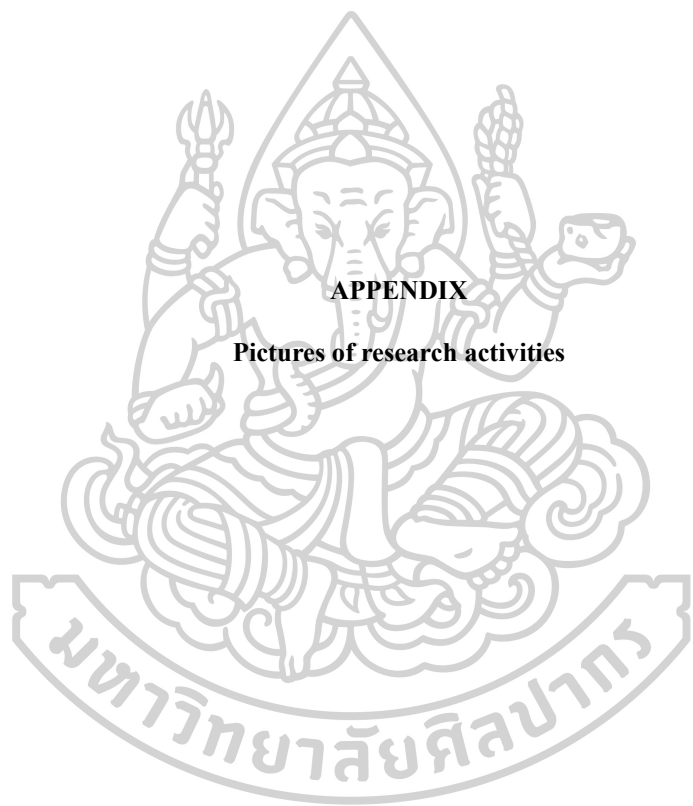 APPENDIX
Pictures of research activities
มหาวิทยาลัยศิลปากร